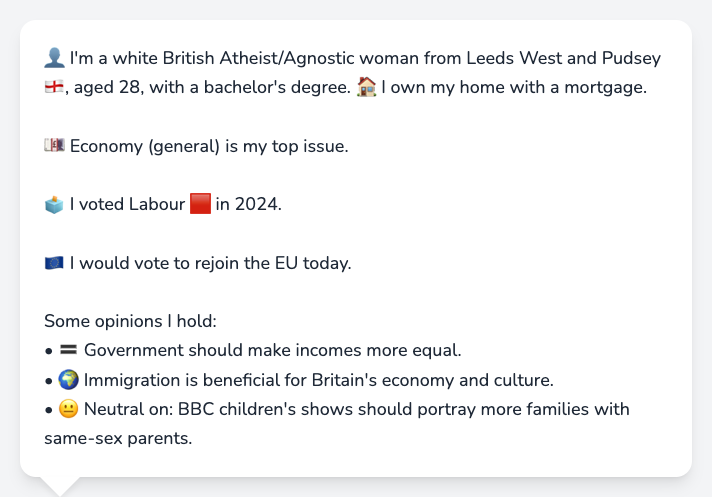 👤 I'm a white British Atheist/Agnostic woman from Leeds West and Pudsey
🏴󠁧󠁢󠁥󠁮󠁧󠁿, aged 28, with a bachelor's degree. 🏠 I own my home with a mortgage.
💷 Economy (general) is my top issue.
🗳️ I voted Labour 🟥 in 2024.
🇪🇺 I would vote to rejoin the EU today.
Some opinions I hold:
• 🟰 Government should make incomes more equal.
• 🌍 Immigration is beneficial for Britain's economy and culture.
• 😐 Neutral on: BBC children's shows should portray more families with
same-sex parents.